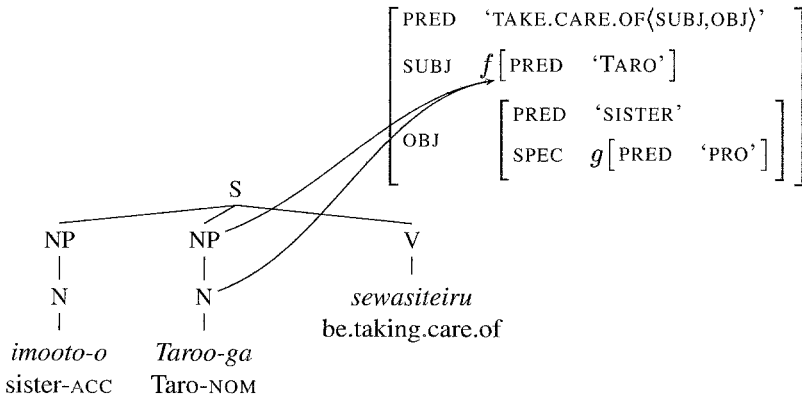 PRED ‘TAKE.CARE.OF⟨SUBJ,OBJ⟩’
SUBJ f[PRED ‘TARO’]
OBJ [PRED ‘SISTER’
SPEC g[PRED ‘PRO’]]
S
NP NP V
N N sewasiteiru
be.taking.care.of
imooto-o Taroo-ga
sister-ACC Taro-NOM